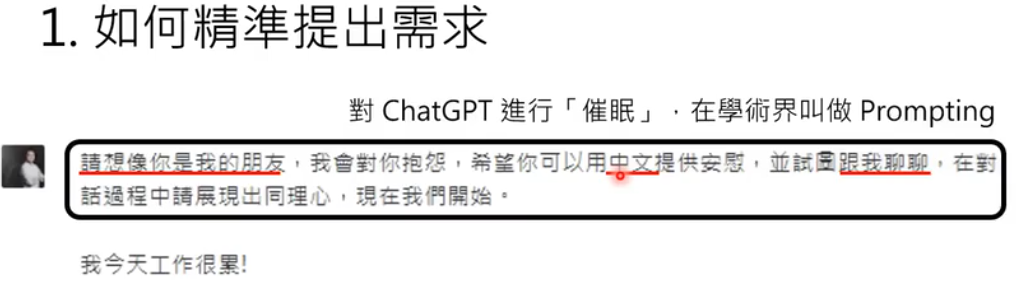 1. 如何精準提出需求
對 ChatGPT 進行「催眠」，在學術界叫做 Prompting
請想像你是我的朋友，我會對你抱怨，希望你可以用中文提供安慰，並試圖跟我聊聊，在對
話過程中請展現出同理心，現在我們開始。
我今天工作很累!